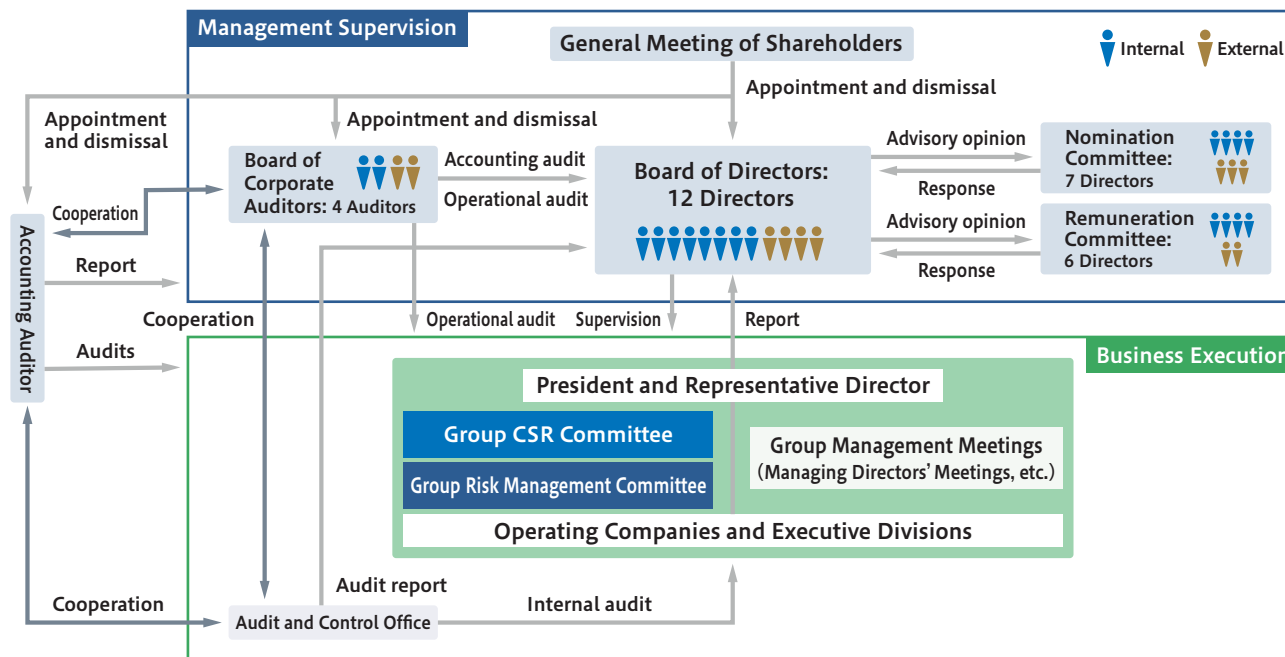 Management Supervision
General Meeting of Shareholders
Internal
External
Appointment and dismissal
Appointment
and dismissal
Appointment and dismissal
Board of
Corporate
Auditors: 4 Auditors
Accounting audit
Operational audit
Board of Directors:
12 Directors
Advisory opinion
Response
Nomination
Committee:
7 Directors
Advisory opinion
Response
Remuneration
Committee:
6 Directors
Cooperation
Accounting Auditor
Report
Audits
Cooperation
Operational audit
Supervision
Report
Business Execution
President and Representative Director
Group CSR Committee
Group Risk Management Committee
Group Management Meetings
(Managing Directors’ Meetings, etc.)
Operating Companies and Executive Divisions
Cooperation
Audit report
Audit and Control Office
Internal audit